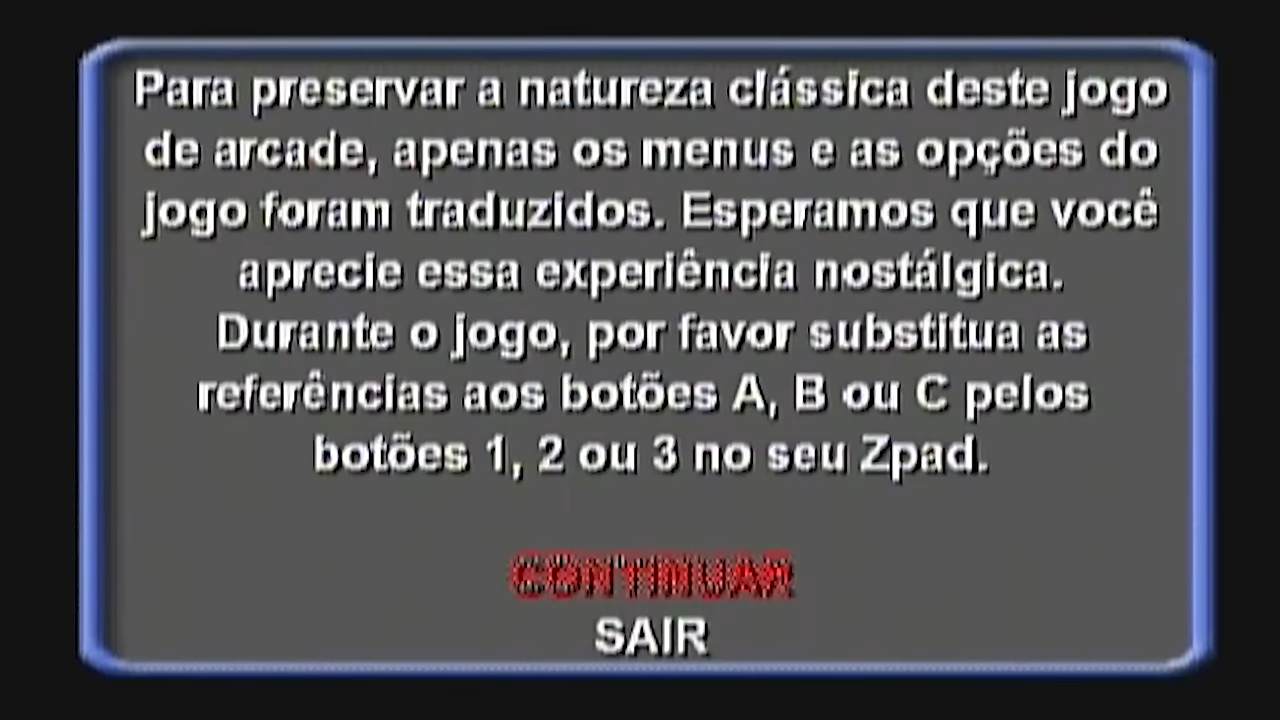 Para preservar a natureza clássica deste jogo
de arcade, apenas os menus e as opções do
jogo foram traduzidos. Esperamos que você
aprecie essa experiência nostálgica.
Durante o jogo, por favor substitua as
referências aos botões A, B ou C pelos
botões 1, 2 ou 3 no seu Zpad.
CONTINUAR
SAIR